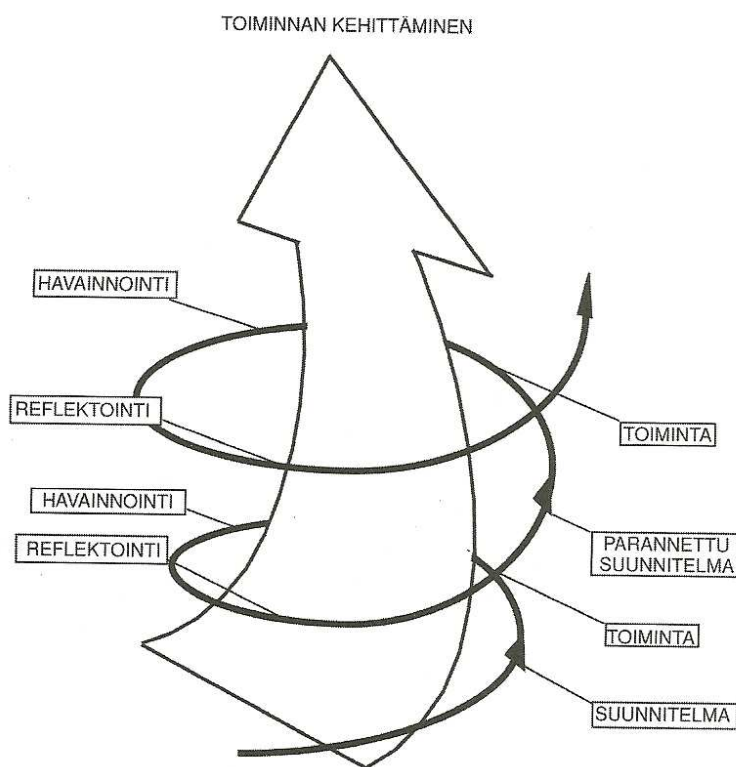 TOIMINNAN KEHITTÄMINEN
HAVAINNOINTI
REFLEKTOINTI
TOIMINTA
HAVAINNOINTI
REFLEKTOINTI
PARANNETTU
SUUNNITELMA
TOIMINTA
SUUNNITELMA